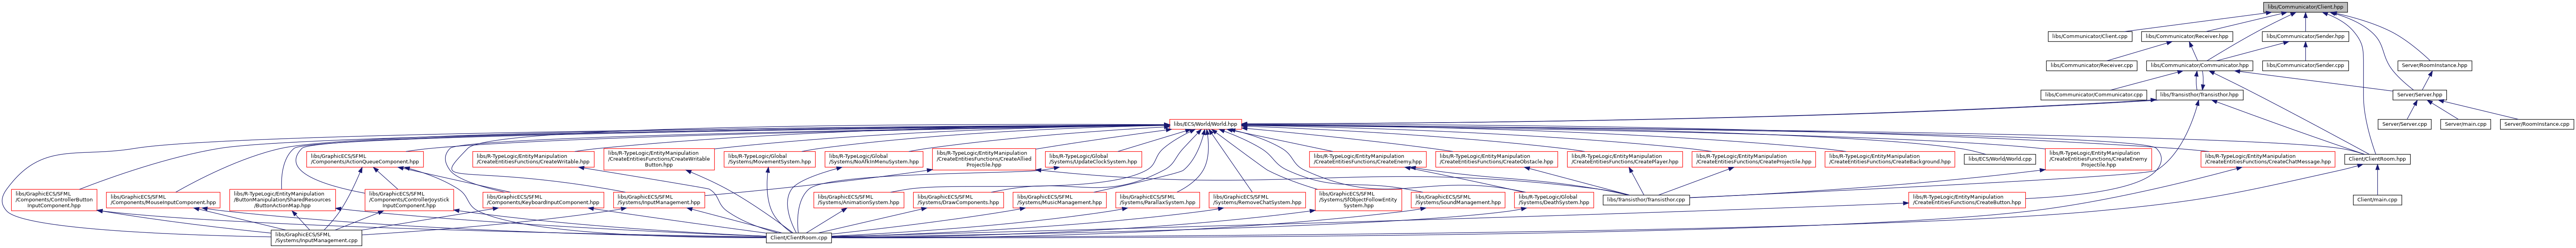 libs/Communicator/Client.hpp
libs/Communicator/Client.cpp
libs/Communicator/Receiver.hpp
libs/Communicator/Sender.hpp
libs/Communicator/Receiver.cpp
libs/Communicator/Communicator.hpp
libs/Communicator/Sender.cpp
Server/RoomInstance.hpp
libs/Communicator/Communicator.cpp
libs/Transisthor/Transisthor.hpp
Server/Server.hpp
libs/ECS/World/World.hpp
Server/Server.cpp
Server/main.cpp
Server/RoomInstance.cpp
libs/GraphicECS/SFML
/Components/ActionQueueComponent.hpp
libs/R-TypeLogic/EntityManipulation
/CreateEntitiesFunctions/CreateWritable.hpp
libs/R-TypeLogic/EntityManipulation
/CreateEntitiesFunctions/CreateWritable
Button.hpp
libs/R-TypeLogic/Global
/Systems/MovementSystem.hpp
libs/R-TypeLogic/Global
/Systems/NoAfkInMenuSystem.hpp
libs/R-TypeLogic/EntityManipulation
/CreateEntitiesFunctions/CreateAllied
Projectile.hpp
libs/R-TypeLogic/Global
/Systems/UpdateClockSystem.hpp
libs/R-TypeLogic/EntityManipulation
/CreateEntitiesFunctions/CreateEnemy.hpp
libs/R-TypeLogic/EntityManipulation
/CreateEntitiesFunctions/CreateObstacle.hpp
libs/R-TypeLogic/EntityManipulation
/CreateEntitiesFunctions/CreatePlayer.hpp
libs/R-TypeLogic/EntityManipulation
/CreateEntitiesFunctions/CreateProjectile.hpp
libs/R-TypeLogic/EntityManipulation
/CreateEntitiesFunctions/CreateBackground.hpp
libs/ECS/World/World.cpp
libs/R-TypeLogic/EntityManipulation
/CreateEntitiesFunctions/CreateEnemy
Projectile.hpp
libs/R-TypeLogic/EntityManipulation
/CreateEntitiesFunctions/CreateChatMessage.hpp
Client/ClientRoom.hpp
libs/GraphicECS/SFML
/Components/ControllerButton
InputComponent.hpp
libs/GraphicECS/SFML
/Components/MouseInputComponent.hpp
libs/R-TypeLogic/EntityManipulation
/ButtonManipulation/SharedResources
/ButtonActionMap.hpp
libs/GraphicECS/SFML
/Components/ControllerJoystick
InputComponent.hpp
libs/GraphicECS/SFML
/Components/KeyboardInputComponent.hpp
libs/GraphicECS/SFML
/Systems/InputManagement.hpp
libs/GraphicECS/SFML
/Systems/AnimationSystem.hpp
libs/GraphicECS/SFML
/Systems/DrawComponents.hpp
libs/GraphicECS/SFML
/Systems/MusicManagement.hpp
libs/GraphicECS/SFML
/Systems/ParallaxSystem.hpp
libs/GraphicECS/SFML
/Systems/RemoveChatSystem.hpp
libs/GraphicECS/SFML
/Systems/SfObjectFollowEntity
System.hpp
libs/GraphicECS/SFML
/Systems/SoundManagement.hpp
libs/R-TypeLogic/Global
/Systems/DeathSystem.hpp
libs/Transisthor/Transisthor.cpp
libs/R-TypeLogic/EntityManipulation
/CreateEntitiesFunctions/CreateButton.hpp
Client/main.cpp
libs/GraphicECS/SFML
/Systems/InputManagement.cpp
Client/ClientRoom.cpp